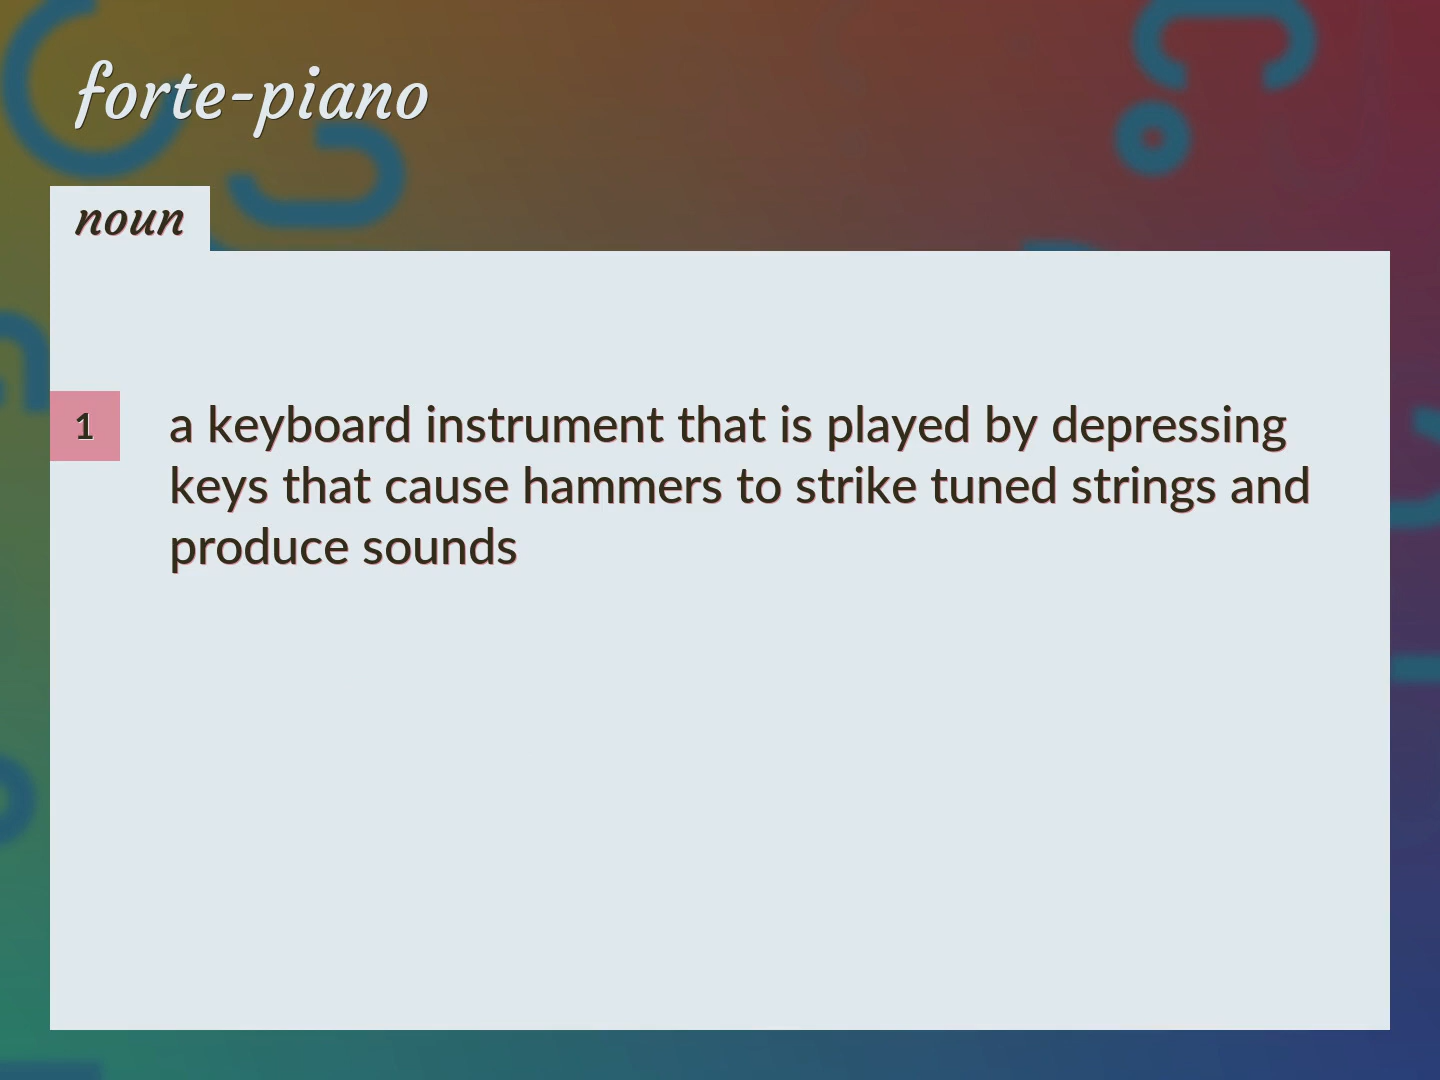 forte-piano
noun
1
a keyboard instrument that is played by depressing
keys that cause hammers to strike tuned strings and
produce sounds